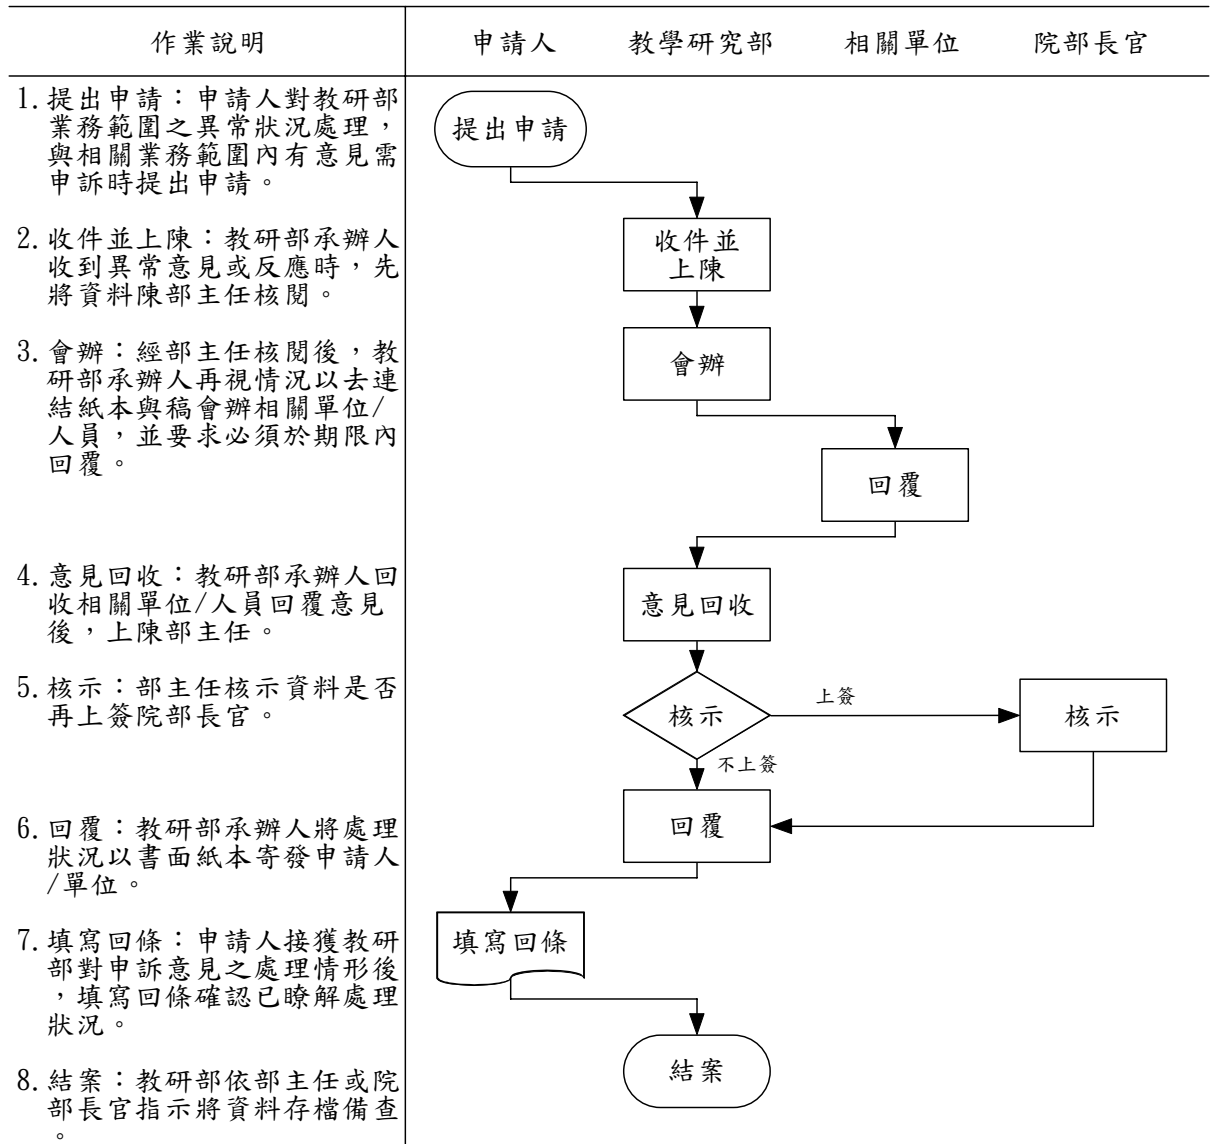 作業說明
申請人
教學研究部
相關單位
院部長官
1.提出申請：申請人對教研部
業務範圍之異常狀況處理，
與相關業務範圍內有意見需
申訴時提出申請。
2.收件並上陳：教研部承辦人
收到異常意見或反應時，先
將資料陳部主任核閱。
3.會辦：經部主任核閱後，教
研部承辦人再視情況以去連
結紙本與稿會辦相關單位/
人員，並要求必須於期限內
回覆。
4.意見回收：教研部承辦人回
收相關單位/人員回覆意見
後，上陳部主任。
5.核示：部主任核示資料是否
再上簽院部長官。
6.回覆：教研部承辦人將處理
狀況以書面紙本寄發申請人
/單位。
7.填寫回條：申請人接獲教研
部對申訴意見之處理情形後
，填寫回條確認已瞭解處理
狀況。
8.結案：教研部依部主任或院
部長官指示將資料存檔備查
。
提出申請
收件並
上陳
會辦
回覆
意見回收
核示
上簽
核示
不上簽
回覆
填寫回條
結案